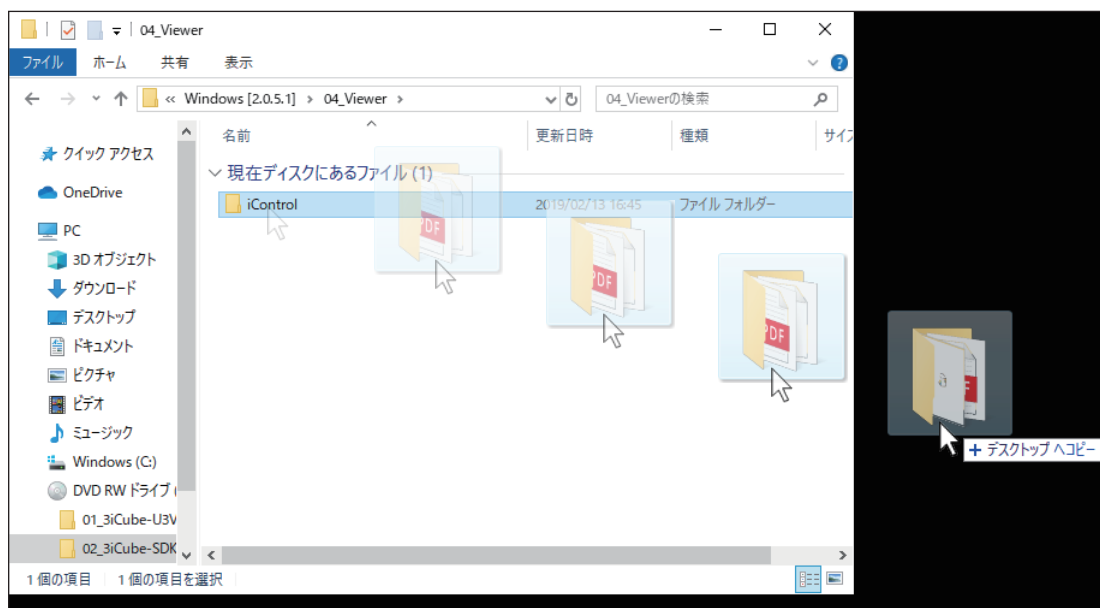 04_Viewer
ファイル ホーム 共有 表示
« Windows [2.0.5.1] › 04_Viewer › 04_Viewerの検索
名前 更新日時 種類 サイズ
現在ディスクにあるファイル (1)
iControl 2019/02/13 16:45 ファイル フォルダー
クイック アクセス
OneDrive
PC
3D オブジェクト
ダウンロード
デスクトップ
ドキュメント
ピクチャ
ビデオ
ミュージック
Windows (C:)
DVD RW ドライブ (
01_3iCube-U3V
02_3iCube-SDK
PDF
PDF
PDF
+ デスクトップ へコピー
1 個の項目 1 個の項目を選択